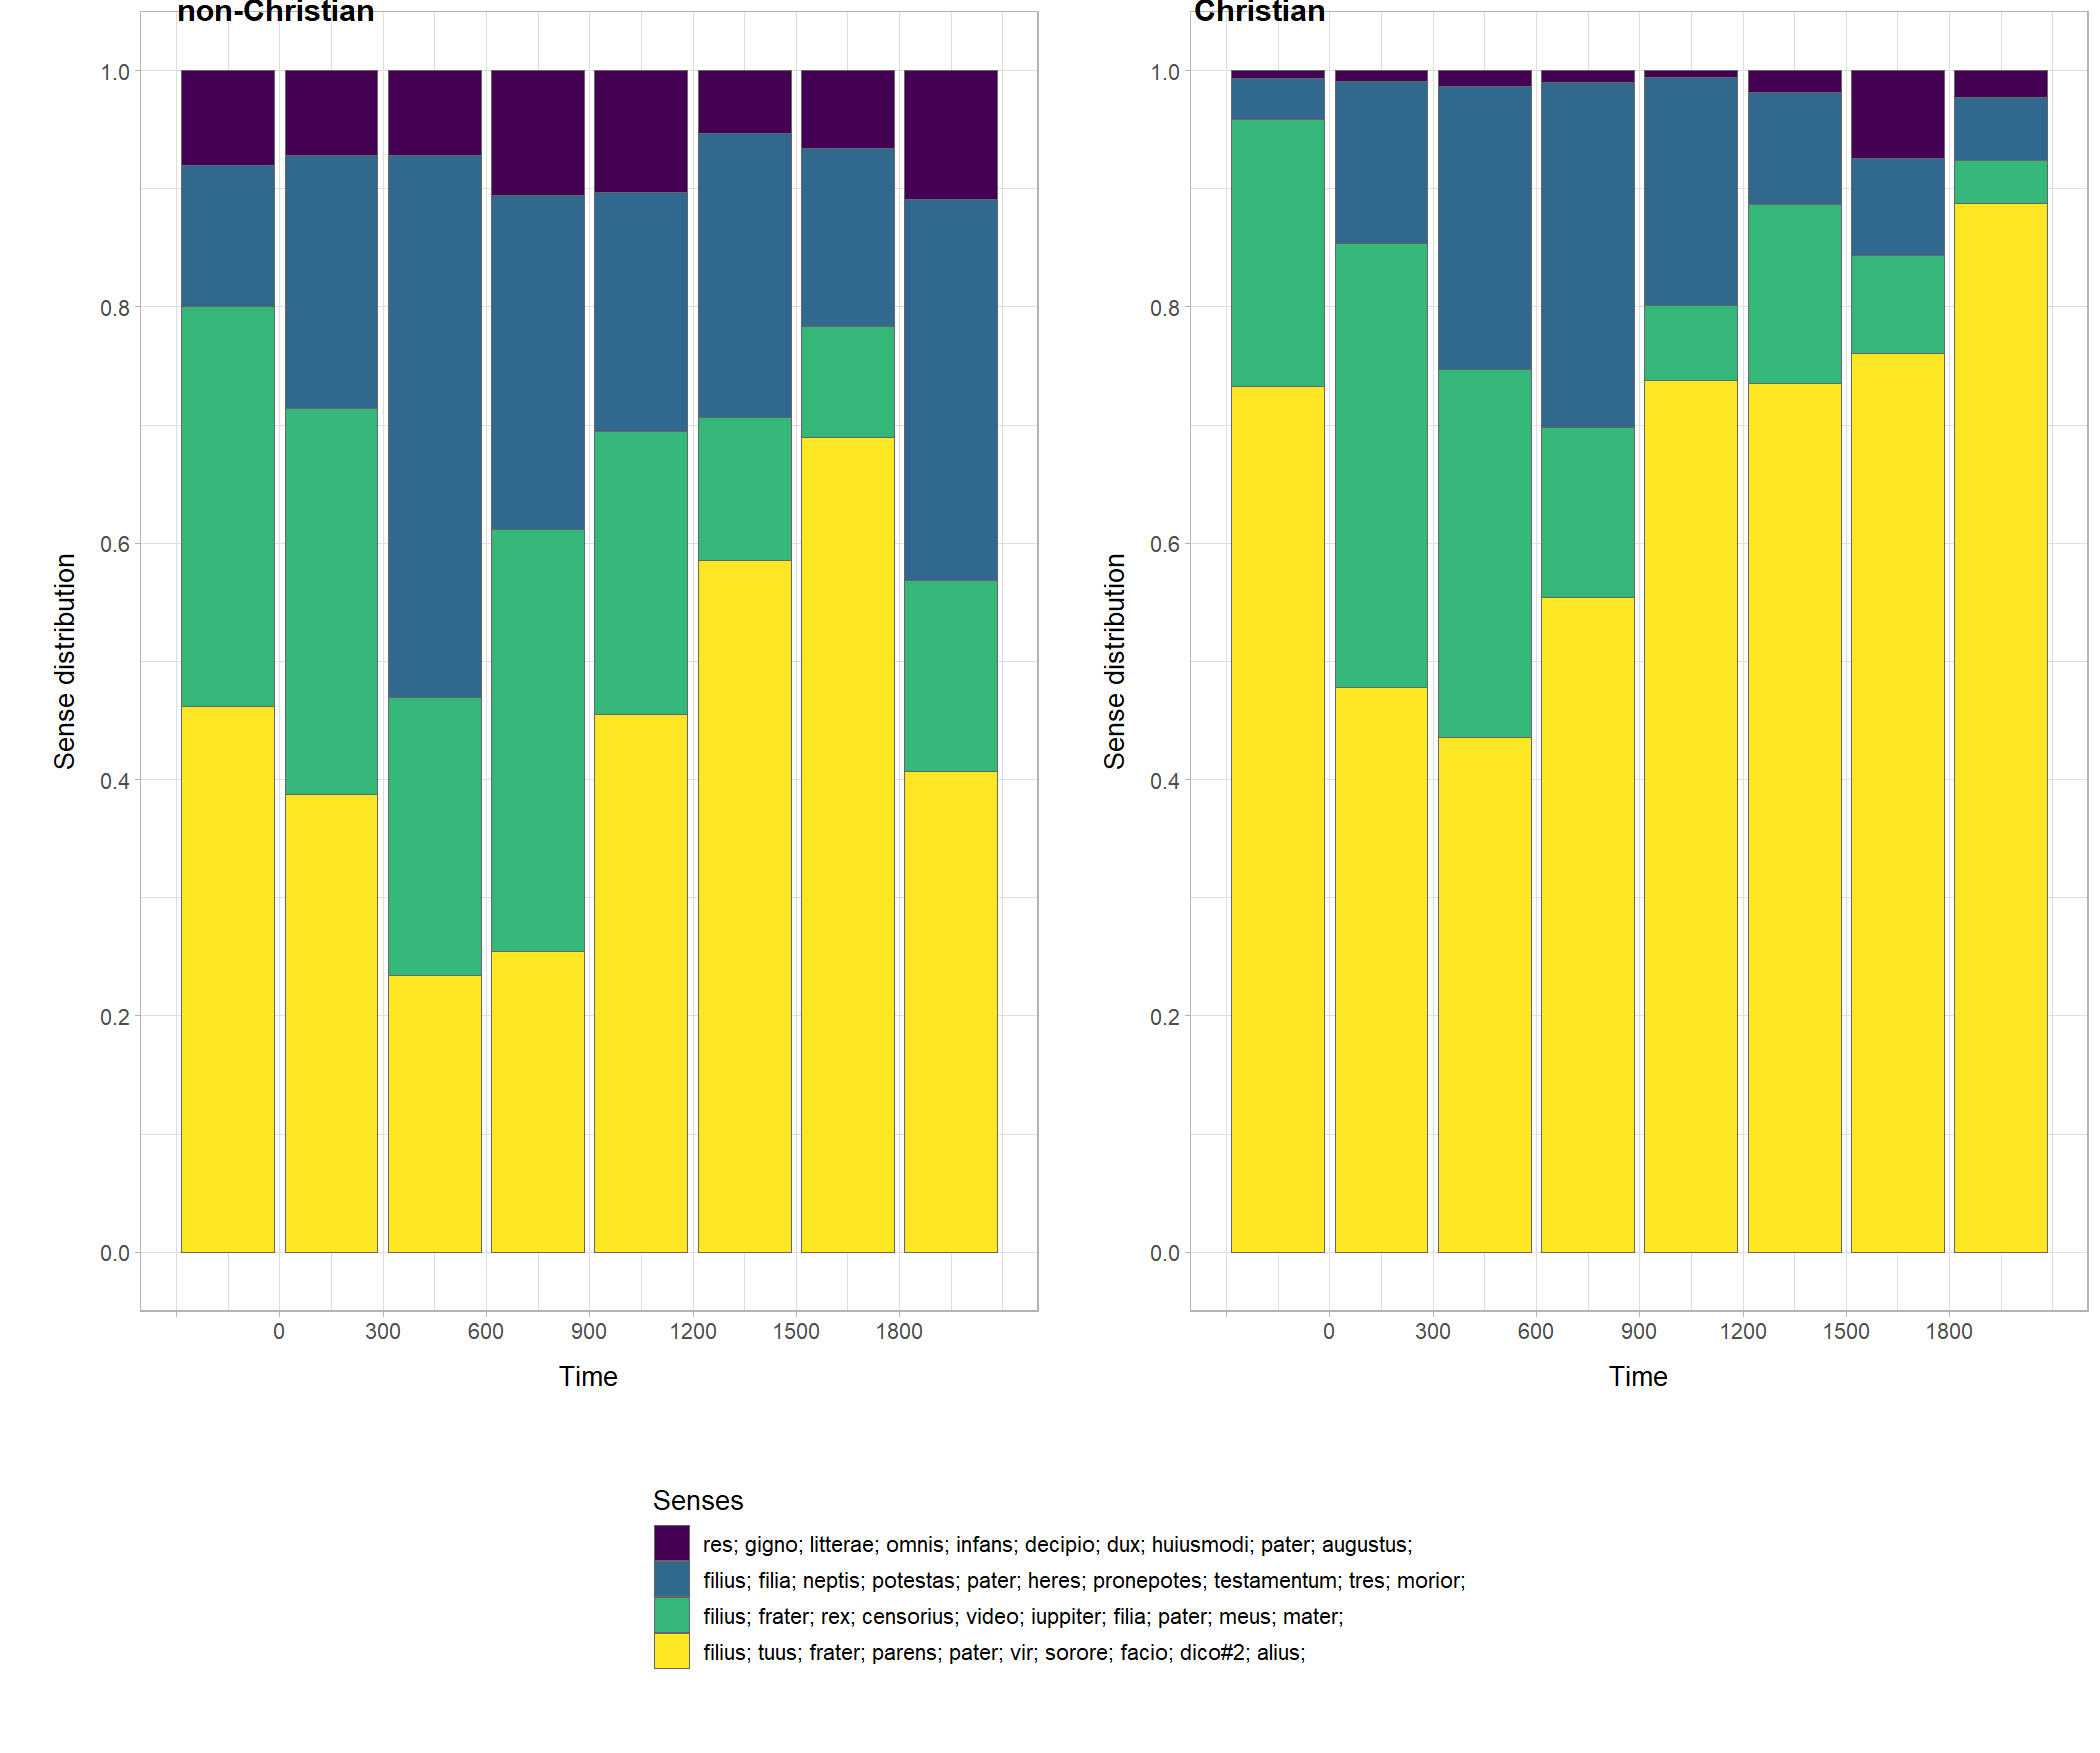 non-Christian
1.0
0.8
0.6
0.4
0.2
0.0
Sense distribution
0 300 600 900 1200 1500 1800
Time
Christian
1.0
0.8
0.6
0.4
0.2
0.0
Sense distribution
0 300 600 900 1200 1500 1800
Time
Senses
res; gigno; litterae; omnis; infans; decipio; dux; huiusmodi; pater; augustus;
filius; filia; neptis; potestas; pater; heres; pronepotes; testamentum; tres; morior;
filius; frater; rex; censorius; video; iuppiter; filia; pater; meus; mater;
filius; tuus; frater; parens; pater; vir; sorore; facio; dico#2; alius;